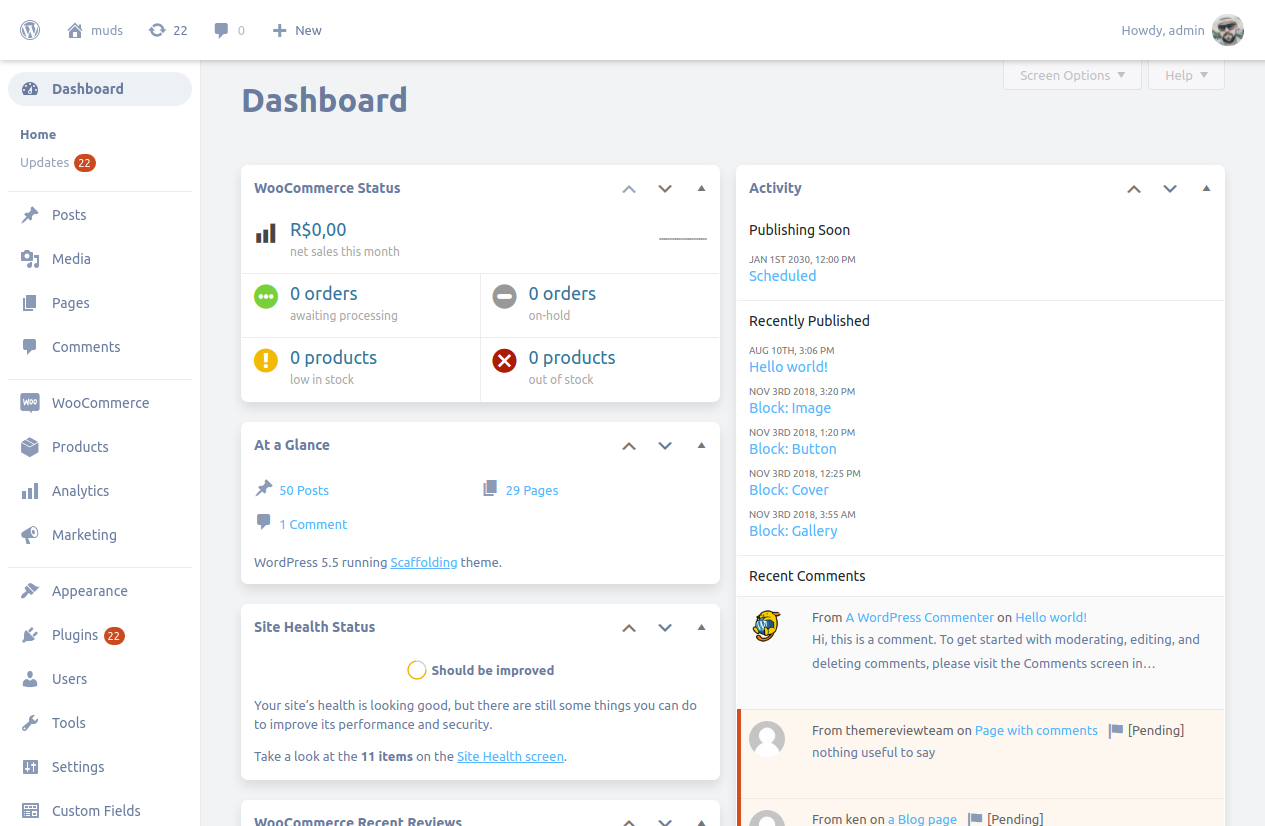 muds 22 0 + New
Howdy, admin
Dashboard
Home
Updates 22
Posts
Media
Pages
Comments
WooCommerce
Products
Analytics
Marketing
Appearance
Plugins 22
Users
Tools
Settings
Custom Fields
Screen Options ▼
Help ▼
Dashboard
WooCommerce Status
R$0,00
net sales this month
0 orders
awaiting processing
0 orders
on-hold
0 products
low in stock
0 products
out of stock
At a Glance
50 Posts
29 Pages
1 Comment
WordPress 5.5 running Scaffolding theme.
Site Health Status
Should be improved
Your site’s health is looking good, but there are still some things you can do
to improve its performance and security.
Take a look at the 11 items on the Site Health screen.
WooCommerce Recent Reviews
Activity
Publishing Soon
JAN 1ST 2030, 12:00 PM
Scheduled
Recently Published
AUG 10TH, 3:06 PM
Hello world!
NOV 3RD 2018, 3:20 PM
Block: Image
NOV 3RD 2018, 1:20 PM
Block: Button
NOV 3RD 2018, 12:25 PM
Block: Cover
NOV 3RD 2018, 3:55 AM
Block: Gallery
Recent Comments
From A WordPress Commenter on Hello world!
Hi, this is a comment. To get started with moderating, editing, and
deleting comments, please visit the Comments screen in…
From themereviewteam on Page with comments [Pending]
nothing useful to say
From ken on a Blog page [Pending]